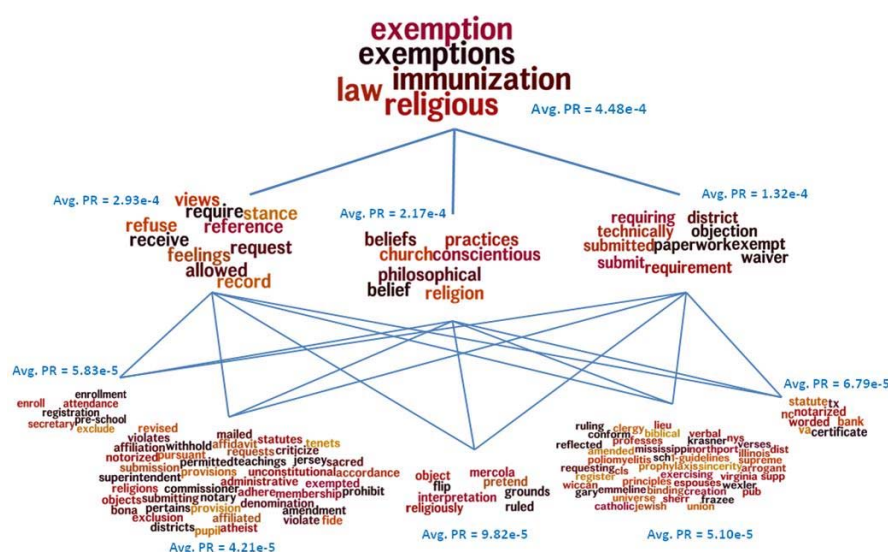 exemption
exemptions
immunization
law religious
Avg. PR = 4.48e-4
Avg. PR = 2.93e-4
views
require stance
refuse reference
receive request
feelings
allowed
record
Avg. PR = 2.17e-4
beliefs practices
church conscientious
philosophical
belief religion
Avg. PR = 1.32e-4
requiring district
technically objection
submitted paperwork exempt
submit requirement waiver
Avg. PR = 5.83e-5
enrollment
enroll attendance
registration
secretary pre-school
exclude
revised mailed
violates affidavit statutes tenets
affiliation withhold requests criticize
notorized pursuant permitted teachings jersey sacred
submission provisions unconstitutional accordance
superintendent administrative exempted
religions commissioner adhere membership prohibit
objects submitting notary denomination
bona pertains provision amendment
exclusion affiliated violate fide
districts pupil atheist
Avg. PR = 4.21e-5
object mercola
flip pretend
interpretation grounds
religiously ruled
Avg. PR = 9.82e-5
ruling clergy lieu
conform biblical verbal nys
reflected professes krasner verses
amended mississippi northport dist
poliomyelitis sch f-guidelines illinois
requesting prophylaxis sincerity supreme
cls exercising arrogant
register principles virginia supp
wiccan espouses wexler
gary emmeline binding creation pub
universe sherr frazee
catholic jewish union
Avg. PR = 5.10e-5
Avg. PR = 6.79e-5
statute tx
nc notarized
worded bank
va certificate